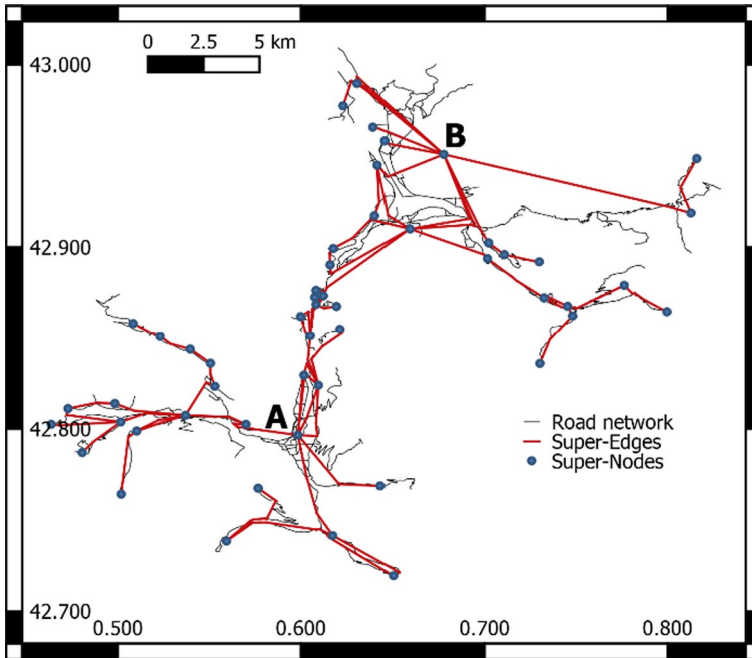 43.000
0 2.5 5 km
B
42.900
A
Road network
Super-Edges
Super-Nodes
42.800
42.700
0.500 0.600 0.700 0.800